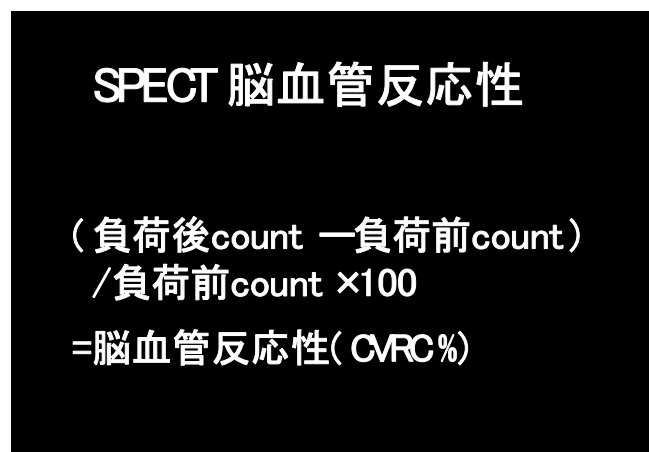 SPECT 脳血管反応性
（負荷後count ー負荷前count）
/負荷前count ×100
=脳血管反応性(CVRC%)